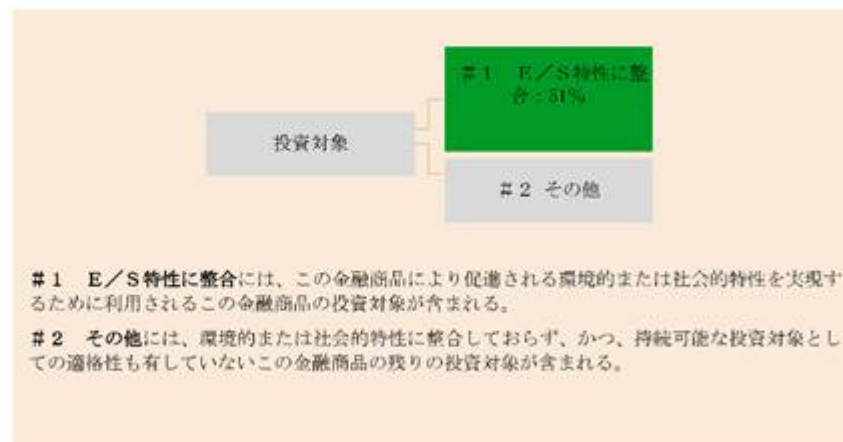 ＃１　Ｅ／Ｓ特性に整
合：51%
投資対象
＃２ その他
＃１　Ｅ／Ｓ特性に整合には、この金融商品により促進される環境的または社会的特性を実現す
るために利用されるこの金融商品の投資対象が含まれる。
＃２　その他には、環境的または社会的特性に整合しておらず、かつ、持続可能な投資対象とし
ての適格性も有していないこの金融商品の残りの投資対象が含まれる。